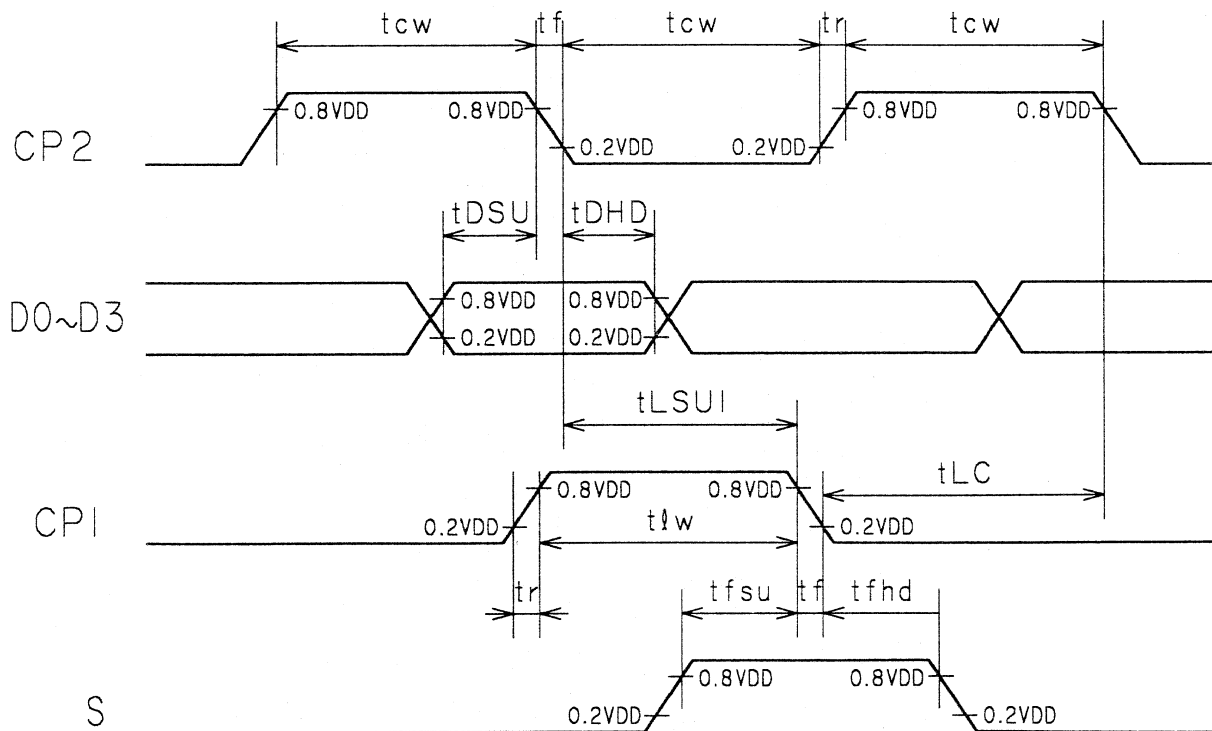 tcw tf tcw tr tcw
0.8VDD 0.8VDD 0.8VDD 0.8VDD
CP2
0.2VDD 0.2VDD
tDSU tDHD
0.8VDD 0.8VDD
D0~D3
0.2VDD 0.2VDD
tLSU1
tLC
0.8VDD 0.8VDD
CP1
0.2VDD tℓw 0.2VDD
tr tfsu tf tfhd
0.8VDD 0.8VDD
S
0.2VDD 0.2VDD